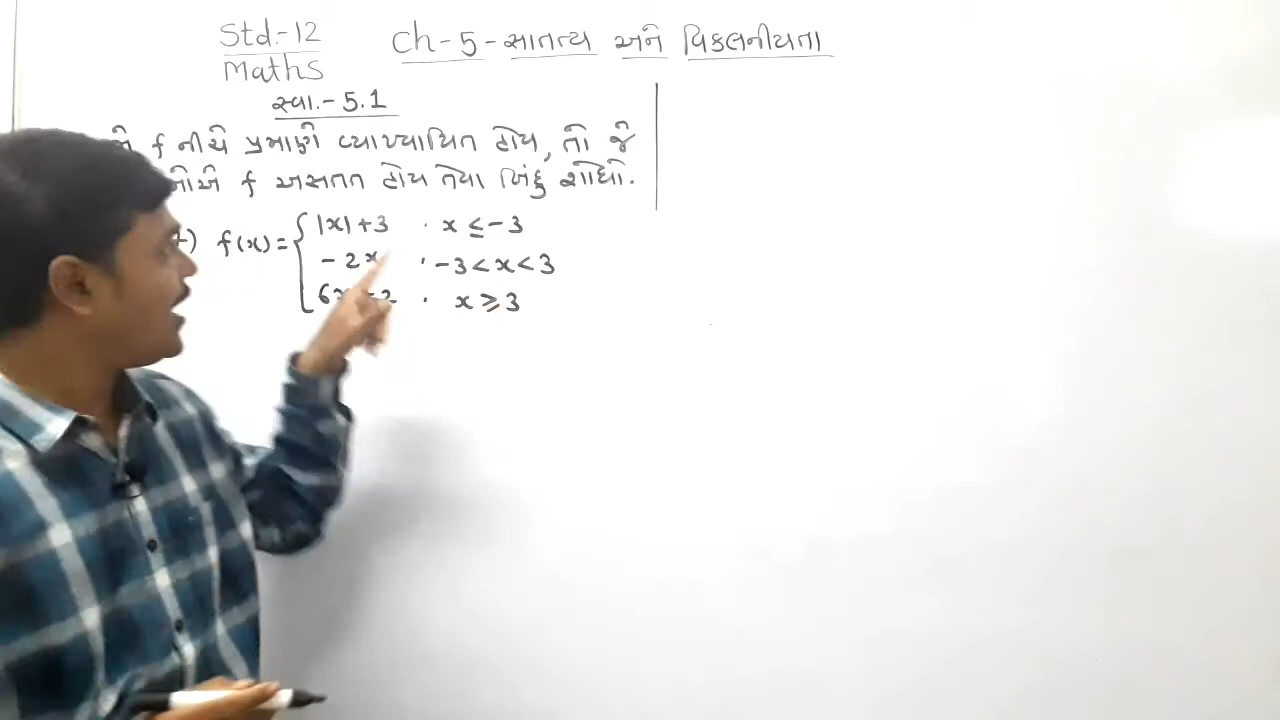 Std.-12
Maths
Ch-5-સાતત્ય અને વિકલનીયતા
સ્વા.-5.1
f નીચે પ્રમાણે વ્યાખ્યાયિત હોય, તો જે
f અસતત હોય તેવા બિંદુ શોધો.
f(x)= { |x|+3 , x ≤ -3
-2x , -3<x<3
, x ≥ 3